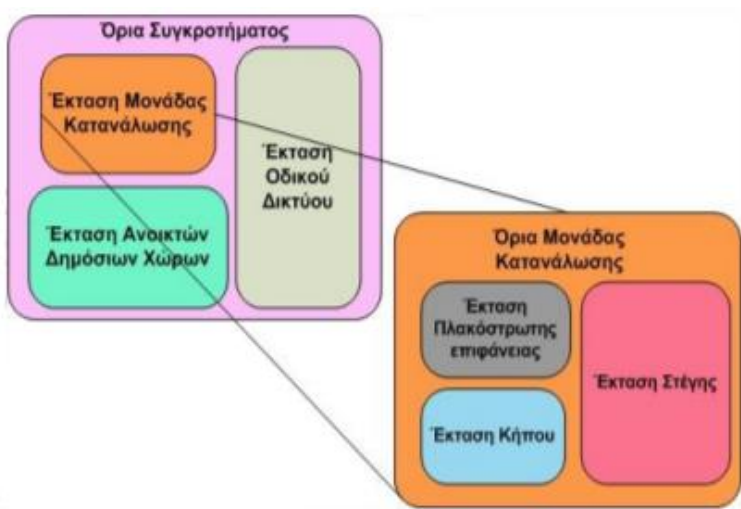 Όρια Συγκροτήματος
Έκταση Μονάδας
Κατανάλωσης
Έκταση
Οδικού
Δικτύου
Έκταση Ανοικτών
Δημόσιων Χώρων
Όρια Μονάδας
Κατανάλωσης
Έκταση
Πλακόστρωτης
επιφάνειας
Έκταση Στέγης
Έκταση Κήπου